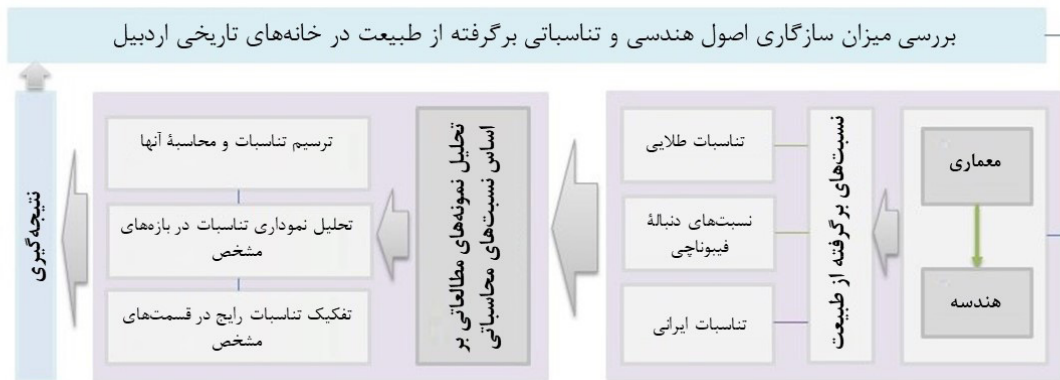 بررسی میزان سازگاری اصول هندسی و تناسباتی برگرفته از طبیعت در خانه‌های تاریخی اردبیل
معماری
هندسه
نسبت‌های برگرفته از طبیعت
تناسبات طلایی
نسبت‌های دنبالۀ
فیبوناچی
تناسبات ایرانی
تحلیل نمونه‌های مطالعاتی بر
اساس نسبت‌های محاسباتی
ترسیم تناسبات و محاسبۀ آنها
تحلیل نموداری تناسبات در بازه‌های
مشخص
تفکیک تناسبات رایج در قسمت‌های
مشخص
نتیجه‌گیری